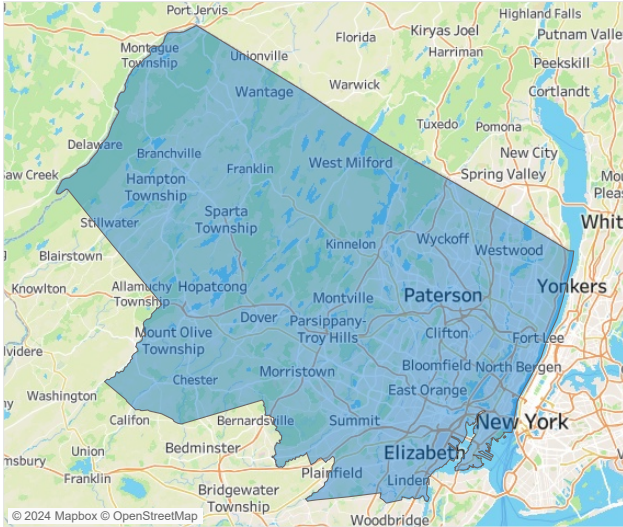 Port Jervis
Highland Falls
Kiryas Joel
Putnam Valle
Florida
Montague
Township
Unionville
Harriman
Peekskill
Wantage
Warwick
Cortlandt
Tuxedo
Pomona
Delaware
Branchville
New City
West Milford
Franklin
Spring Valley
Mou
Pleas
aw Creek
Hampton
Township
Sparta
Township
Stillwater
Whit
Wyckoff
Kinnelon
Westwood
Blairstown
Knowlton
Allamuchy
Township
Hopatcong
Yonkers
Montville
Paterson
Dover
Parsippany-
Troy Hills
Clifton
Fort Lee
Mount Olive
Township
lvidere
Bloomfield
North Bergen
Morristown
Chester
East Orange
Washington
ny
Califon
Bernardsville
Summit
New York
Bedminster
Union
Elizabeth
msburg
Franklin
Plainfield
Linden
Bridgewater
Township
Woodbridge
© 2024 Mapbox © OpenStreetMap